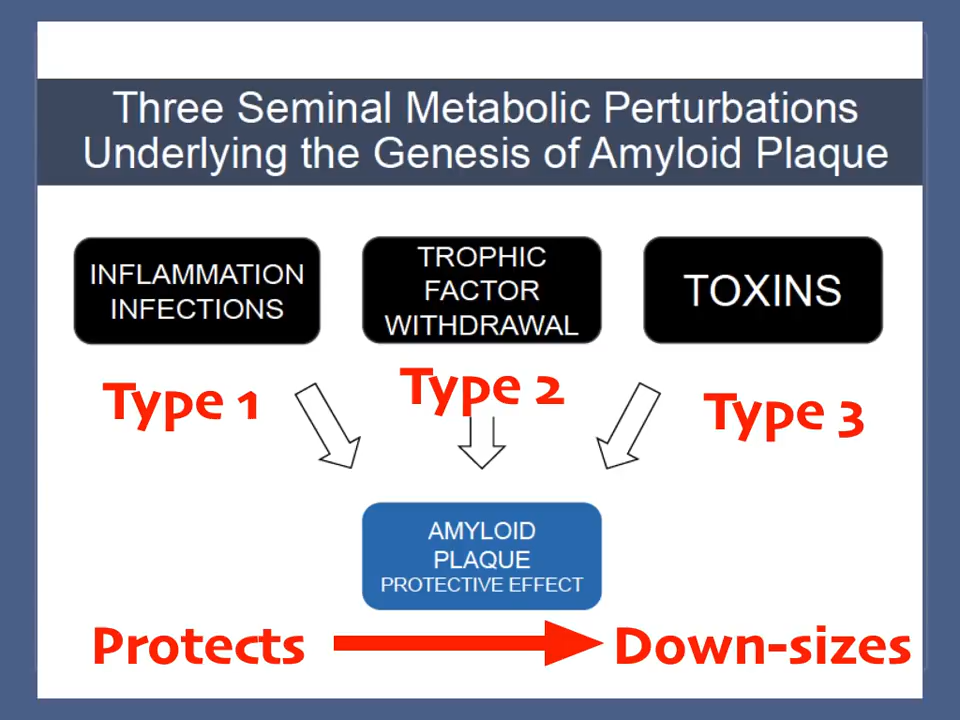 Three Seminal Metabolic Perturbations
Underlying the Genesis of Amyloid Plaque
INFLAMMATION
INFECTIONS
TROPHIC
FACTOR
WITHDRAWAL
TOXINS
Type 1
Type 2
Type 3
AMYLOID
PLAQUE
PROTECTIVE EFFECT
Protects
Down-sizes